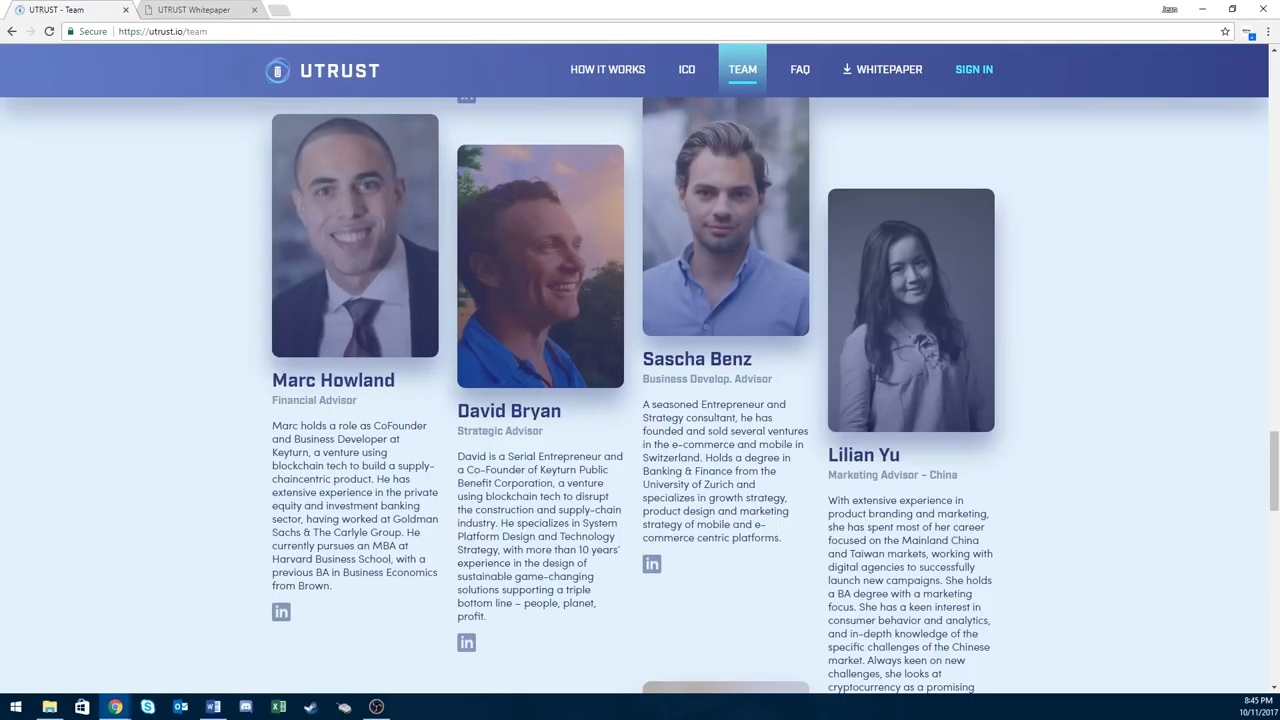 UTRUST - Team
UTRUST Whitepaper
Secure
https://utrust.io/team
UTRUST
HOW IT WORKS
ICO
TEAM
FAQ
WHITEPAPER
SIGN IN
Marc Howland
Financial Advisor
Marc holds a role as CoFounder
and Business Developer at
Keyturn, a venture using
blockchain tech to build a supply-
chaincentric product. He has
extensive experience in the private
equity and investment banking
sector, having worked at Goldman
Sachs & The Carlyle Group. He
currently pursues an MBA at
Harvard Business School, with a
previous BA in Business Economics
from Brown.
in
David Bryan
Strategic Advisor
David is a Serial Entrepreneur and
a Co-Founder of Keyturn Public
Benefit Corporation, a venture
using blockchain tech to disrupt
the construction and supply-chain
industry. He specializes in System
Platform Design and Technology
Strategy, with more than 10 years'
experience in the design of
sustainable game-changing
solutions supporting a triple
bottom line – people, planet,
profit.
in
Sascha Benz
Business Develop. Advisor
A seasoned Entrepreneur and
Strategy consultant, he has
founded and sold several ventures
in the e-commerce and mobile in
Switzerland. Holds a degree in
Banking & Finance from the
University of Zurich and
specializes in growth strategy,
product design and marketing
strategy of mobile and e-
commerce centric platforms.
in
Lilian Yu
Marketing Advisor – China
With extensive experience in
product branding and marketing,
she has spent most of her career
focused on the Mainland China
and Taiwan markets, working with
digital agencies to successfully
launch new campaigns. She holds
a BA degree with a marketing
focus. She has a keen interest in
consumer behavior and analytics,
and in-depth knowledge of the
specific challenges of the Chinese
market. Always keen on new
challenges, she looks at
cryptocurrency as a promising
8:45 PM
10/11/2017